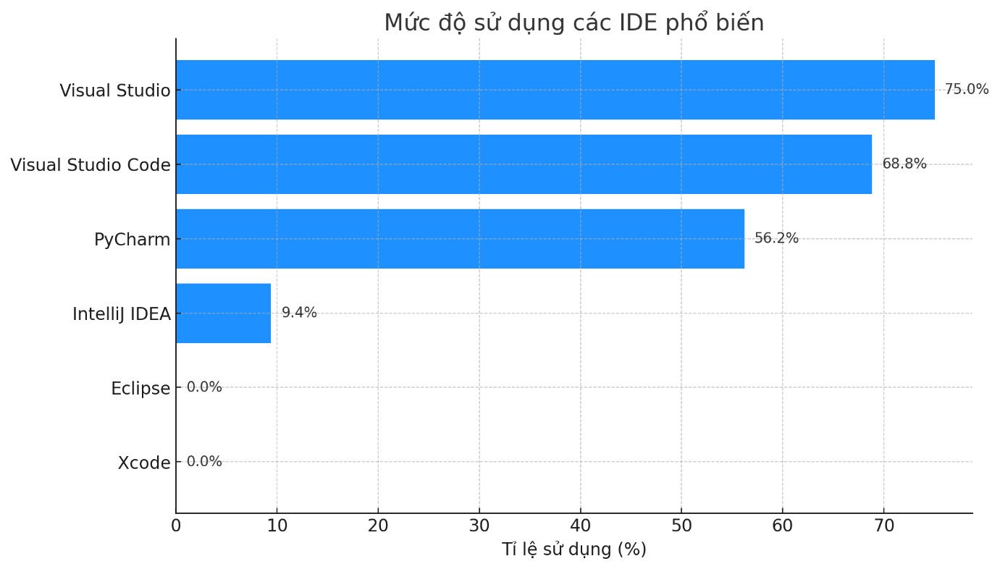 Mức độ sử dụng các IDE phổ biến
Visual Studio 75.0%
Visual Studio Code 68.8%
PyCharm 56.2%
IntelliJ IDEA 9.4%
Eclipse 0.0%
Xcode 0.0%
0 10 20 30 40 50 60 70
Tỉ lệ sử dụng (%)